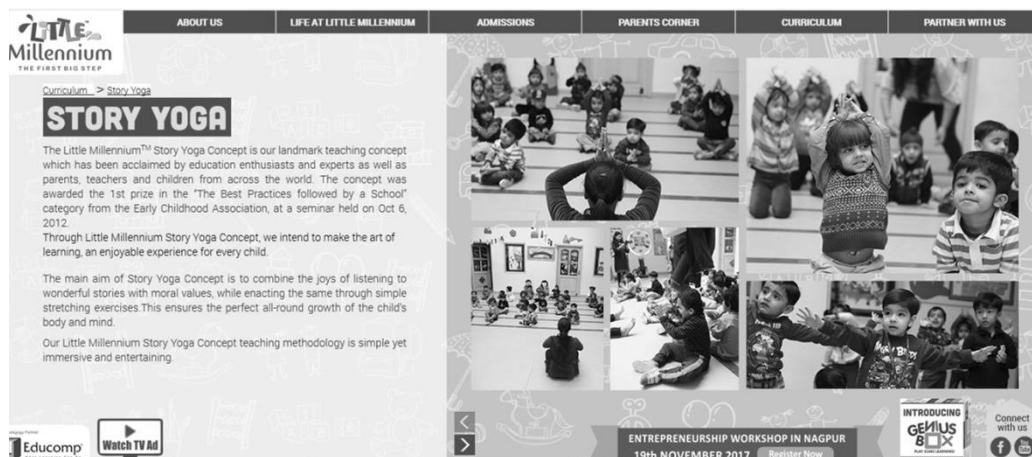 LITTLE
Millennium
THE FIRST BIG STEP
ABOUT US
LIFE AT LITTLE MILLENNIUM
ADMISSIONS
PARENTS CORNER
CURRICULUM
PARTNER WITH US
Curriculum > Story Yoga
STORY YOGA
The Little Millennium™ Story Yoga Concept is our landmark teaching concept
which has been acclaimed by education enthusiasts and experts as well as
parents, teachers and children from across the world. The concept was
awarded the 1st prize in the "The Best Practices followed by a School"
category from the Early Childhood Association, at a seminar held on Oct 6,
2012.
Through Little Millennium Story Yoga Concept, we intend to make the art of
learning, an enjoyable experience for every child.
The main aim of Story Yoga Concept is to combine the joys of listening to
wonderful stories with moral values, while enacting the same through simple
stretching exercises.This ensures the perfect all-round growth of the child's
body and mind.
Our Little Millennium Story Yoga Concept teaching methodology is simple yet
immersive and entertaining.
Educomp
Watch TV Ad
< 
>
ENTREPRENEURSHIP WORKSHOP IN NAGPUR
19th NOVEMBER 2017 Register Now
INTRODUCING
GENIUS
BOX
Connect
with us